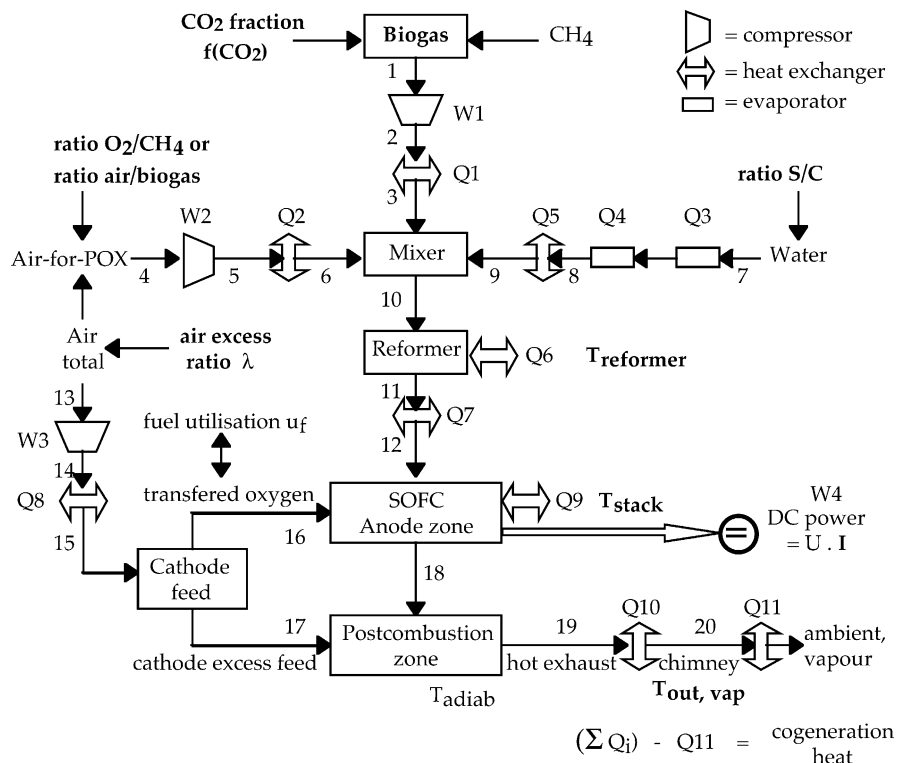 CO2 fraction
f(CO2)
Biogas
CH4
= compressor
= heat exchanger
= evaporator
1
W1
2
ratio O2/CH4 or
ratio air/biogas
Q1
3
ratio S/C
W2
Q2
Q5
Q4
Q3
Air-for-POX
4
5
6
Mixer
9
8
7
Water
10
Air
total
air excess
ratio λ
Reformer
Q6
Treformer
13
11
W3
fuel utilisation uf
Q7
14
12
Q8
transfered oxygen
SOFC
Anode zone
Q9
Tstack
W4
DC power
= U . I
15
16
Cathode
feed
18
17
Postcombustion
zone
19
Q10
20
Q11
ambient,
vapour
cathode excess feed
hot exhaust
chimney
Tadiab
Tout, vap
(Σ Qi) - Q11 = cogeneration
heat